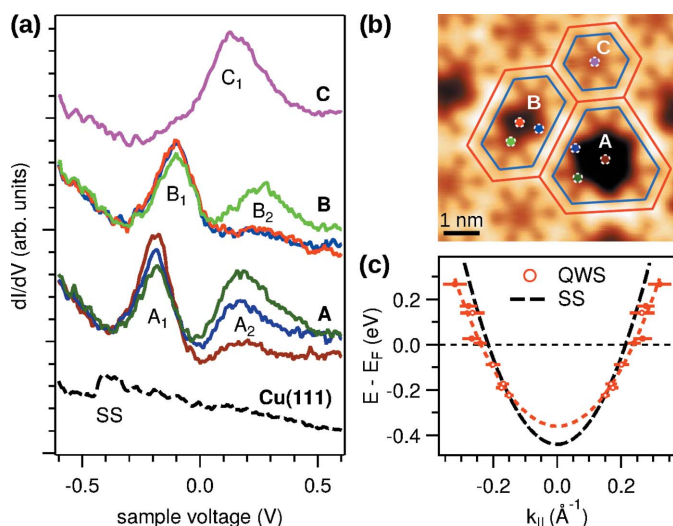 (a)
dI/dV (arb. units)
C₁
C
B₁
B₂
B
A₁
A₂
A
Cu(111)
SS
-0.5
0.0
0.5
sample voltage (V)
(b)
C
B
A
1 nm
(c)
QWS
SS
E - E_F (eV)
0.2
0.0
-0.2
-0.4
-0.2
0.0
0.2
k_|| (Å⁻¹)